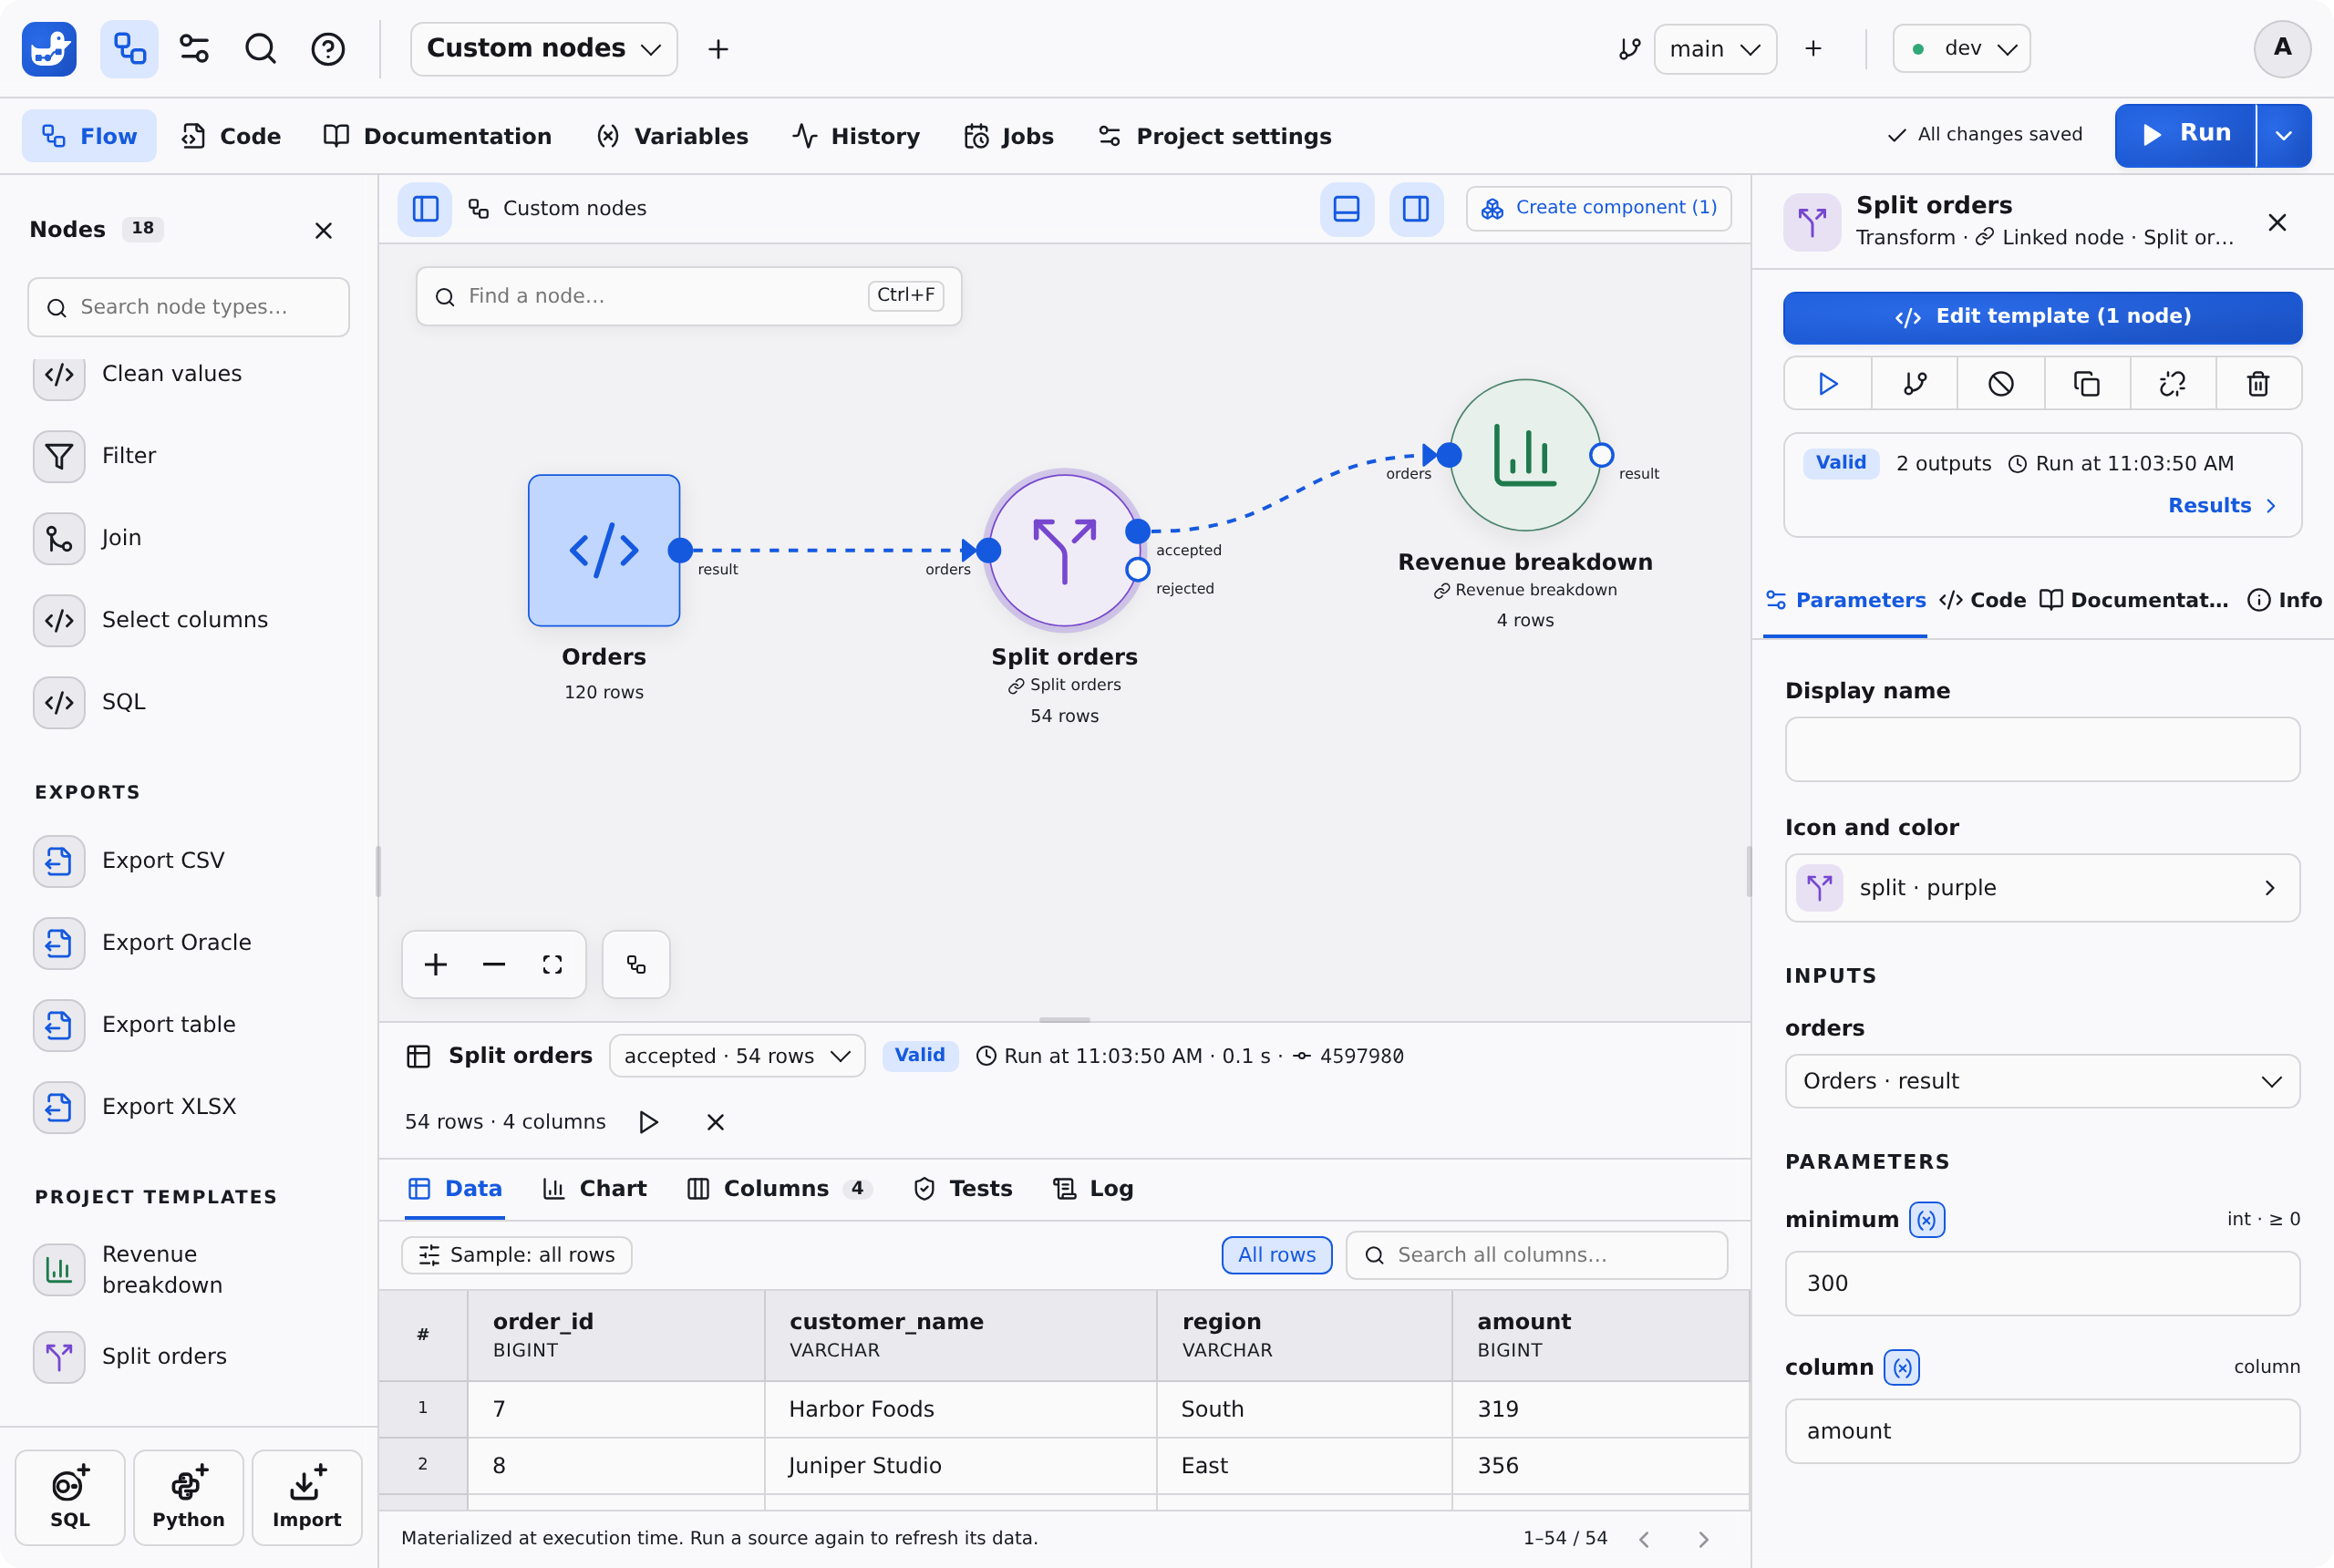 Custom nodes
main
dev
A
Flow
Code
Documentation
Variables
History
Jobs
Project settings
All changes saved
Run
Nodes 18
Search node types…
Clean values
Filter
Join
Select columns
SQL
EXPORTS
Export CSV
Export Oracle
Export table
Export XLSX
PROJECT TEMPLATES
Revenue
breakdown
Split orders
SQL
Python
Import
Custom nodes
Create component (1)
Find a node…
Ctrl+F
result
orders
Orders
120 rows
accepted
rejected
Split orders
Split orders
54 rows
orders
result
Revenue breakdown
Revenue breakdown
4 rows
Split orders
accepted · 54 rows
Valid
Run at 11:03:50 AM · 0.1 s · 4597980
54 rows · 4 columns
Data
Chart
Columns 4
Tests
Log
Sample: all rows
All rows
Search all columns…
# order_id customer_name region amount
BIGINT VARCHAR VARCHAR BIGINT
1 7 Harbor Foods South 319
2 8 Juniper Studio East 356
Materialized at execution time. Run a source again to refresh its data.
1–54 / 54
Split orders
Transform · Linked node · Split or…
Edit template (1 node)
Valid 2 outputs Run at 11:03:50 AM
Results
Parameters
Code
Documentat…
Info
Display name
Icon and color
split · purple
INPUTS
orders
Orders · result
PARAMETERS
minimum (x) int · ≥ 0
300
column (x) column
amount